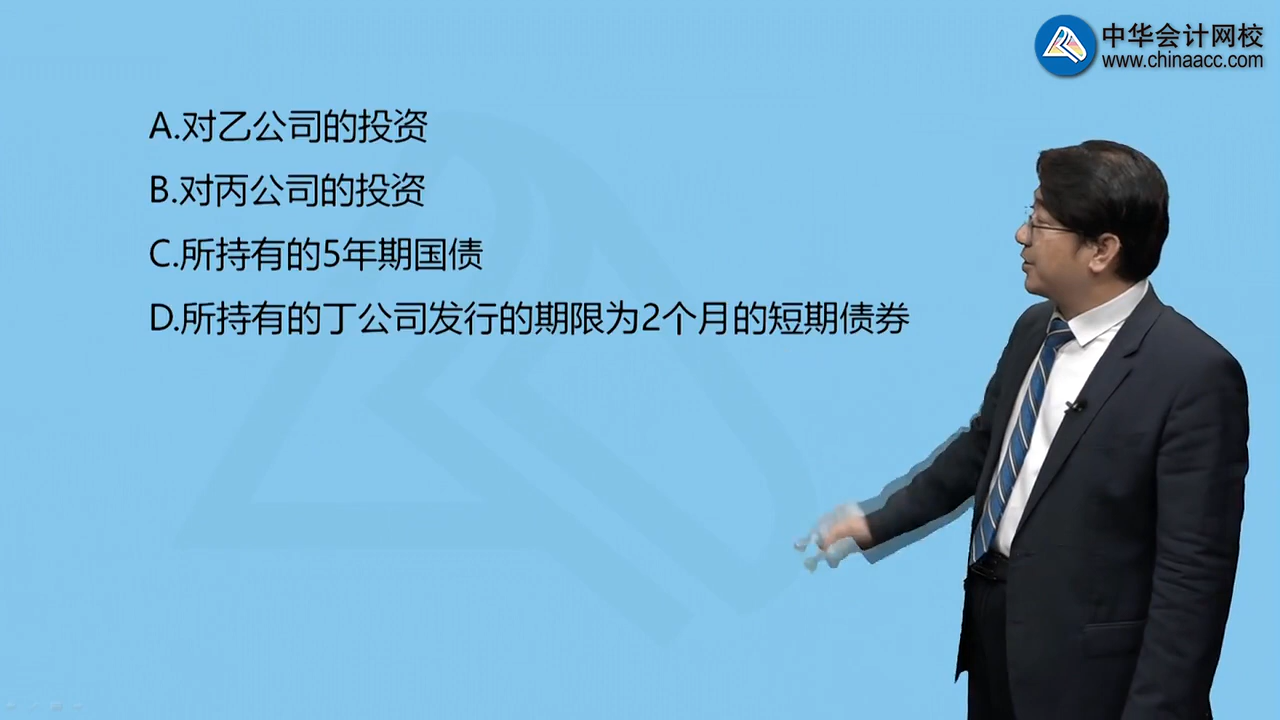 中华会计网校
www.chinaacc.com
A.对乙公司的投资
B.对丙公司的投资
C.所持有的5年期国债
D.所持有的丁公司发行的期限为2个月的短期债券